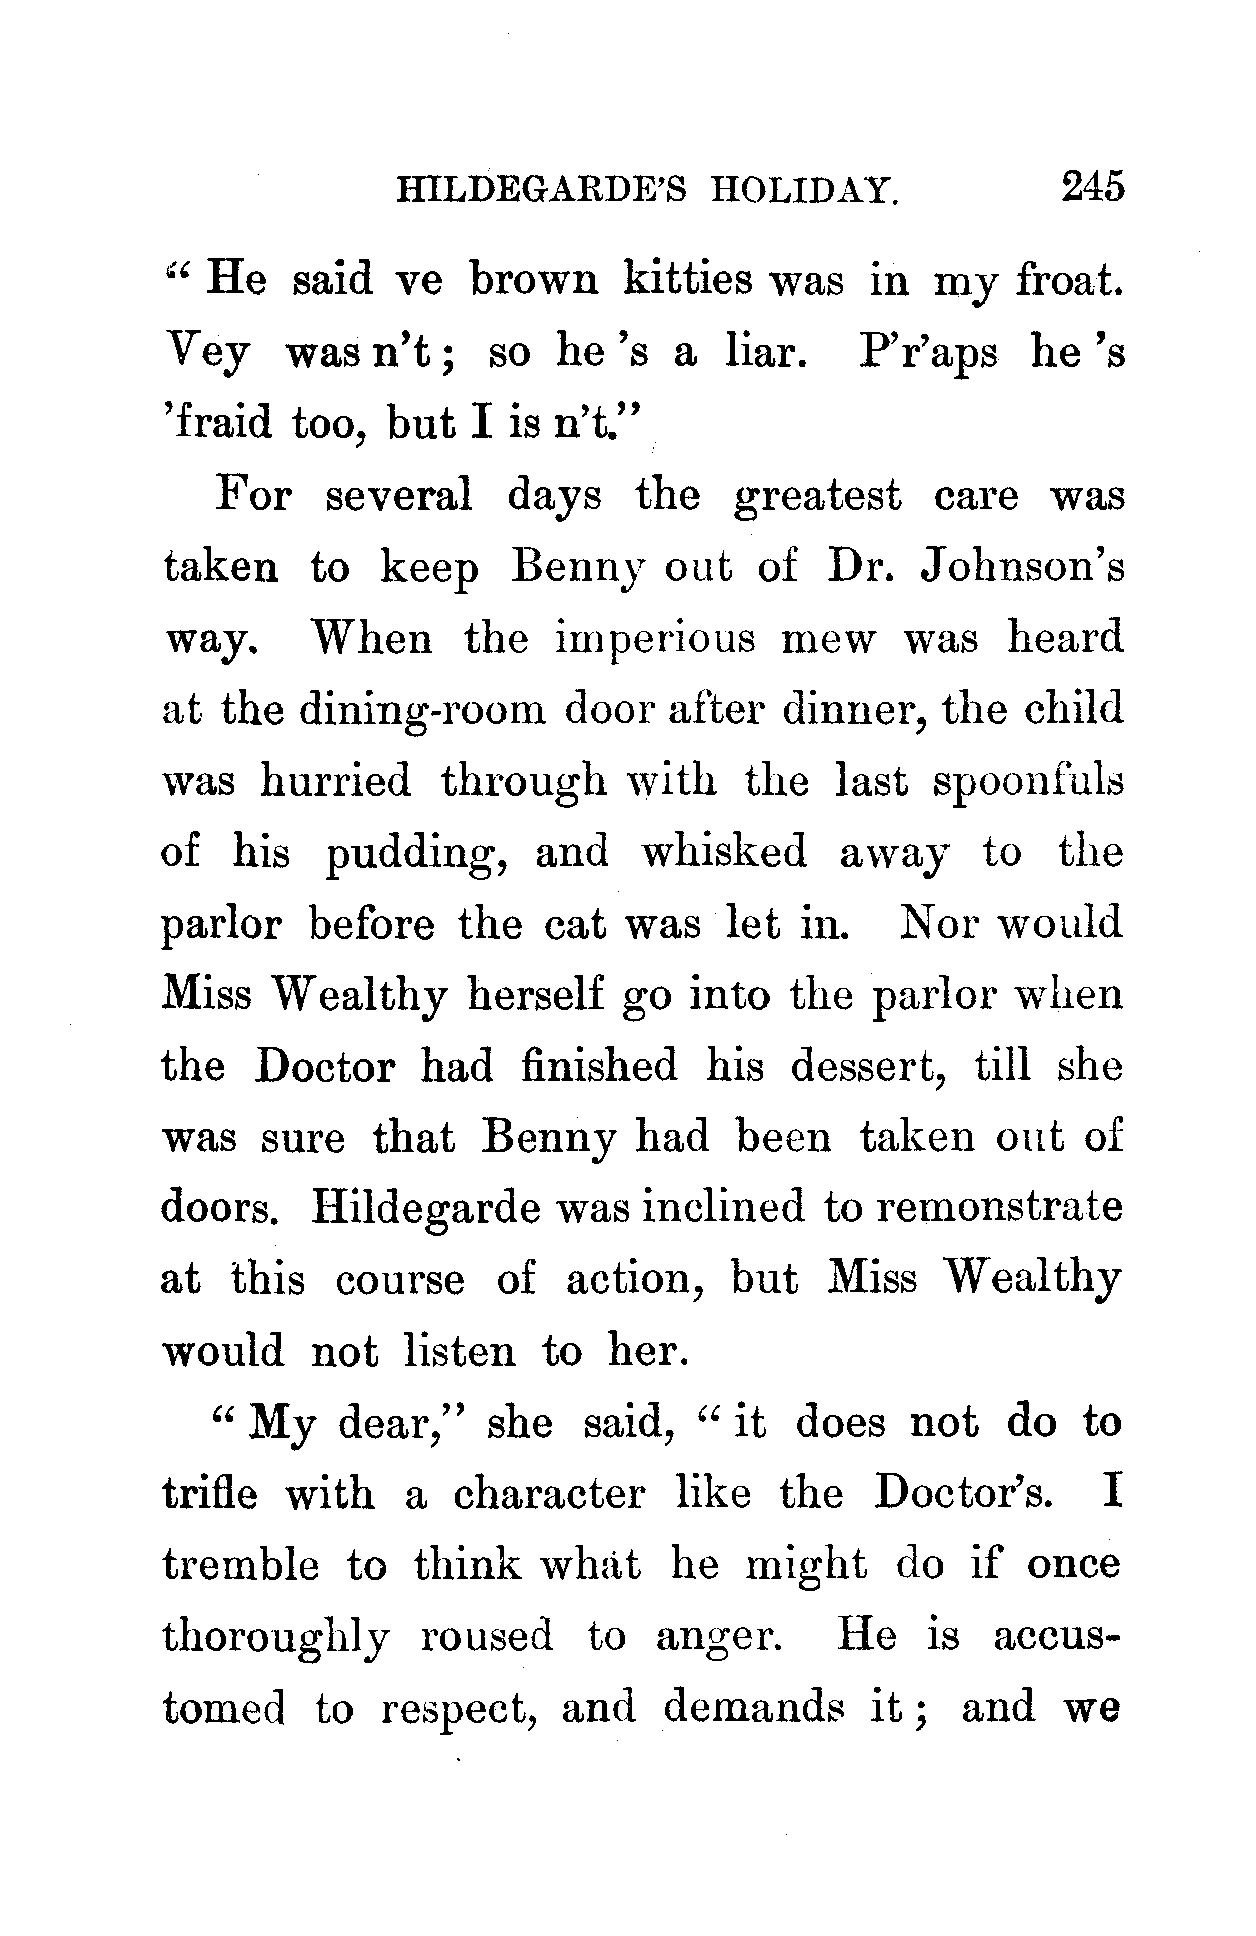 HILDEGARDE'S HOLIDAY. 245
“ He said ve brown kitties was in my froat.
Vey was n't ; so he 's a liar. P'r'aps he 's
'fraid too, but I is n't.”
For several days the greatest care was
taken to keep Benny out of Dr. Johnson's
way. When the imperious mew was heard
at the dining-room door after dinner, the child
was hurried through with the last spoonfuls
of his pudding, and whisked away to the
parlor before the cat was let in. Nor would
Miss Wealthy herself go into the parlor when
the Doctor had finished his dessert, till she
was sure that Benny had been taken out of
doors. Hildegarde was inclined to remonstrate
at this course of action, but Miss Wealthy
would not listen to her.
“ My dear,” she said, “ it does not do to
trifle with a character like the Doctor's. I
tremble to think what he might do if once
thoroughly roused to anger. He is accus-
tomed to respect, and demands it ; and we